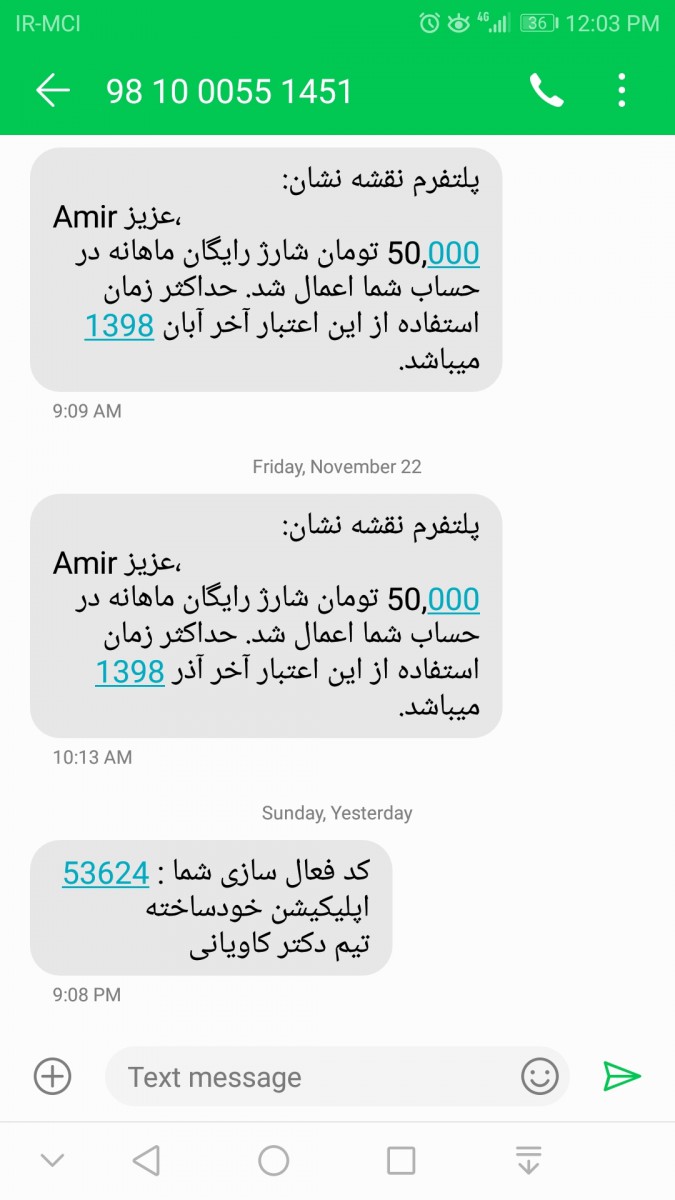 IR-MCI
4G 36 12:03 PM
98 10 0055 1451
پلتفرم نقشه نشان:
Amir عزیز،
50,000 تومان شارژ رایگان ماهانه در
حساب شما اعمال شد. حداکثر زمان
استفاده از این اعتبار آخر آبان 1398
میباشد.
9:09 AM
Friday, November 22
پلتفرم نقشه نشان:
Amir عزیز،
50,000 تومان شارژ رایگان ماهانه در
حساب شما اعمال شد. حداکثر زمان
استفاده از این اعتبار آخر آذر 1398
میباشد.
10:13 AM
Sunday, Yesterday
کد فعال سازی شما : 53624
اپلیکیشن خودساخته
تیم دکتر کاویانی
9:08 PM
Text message